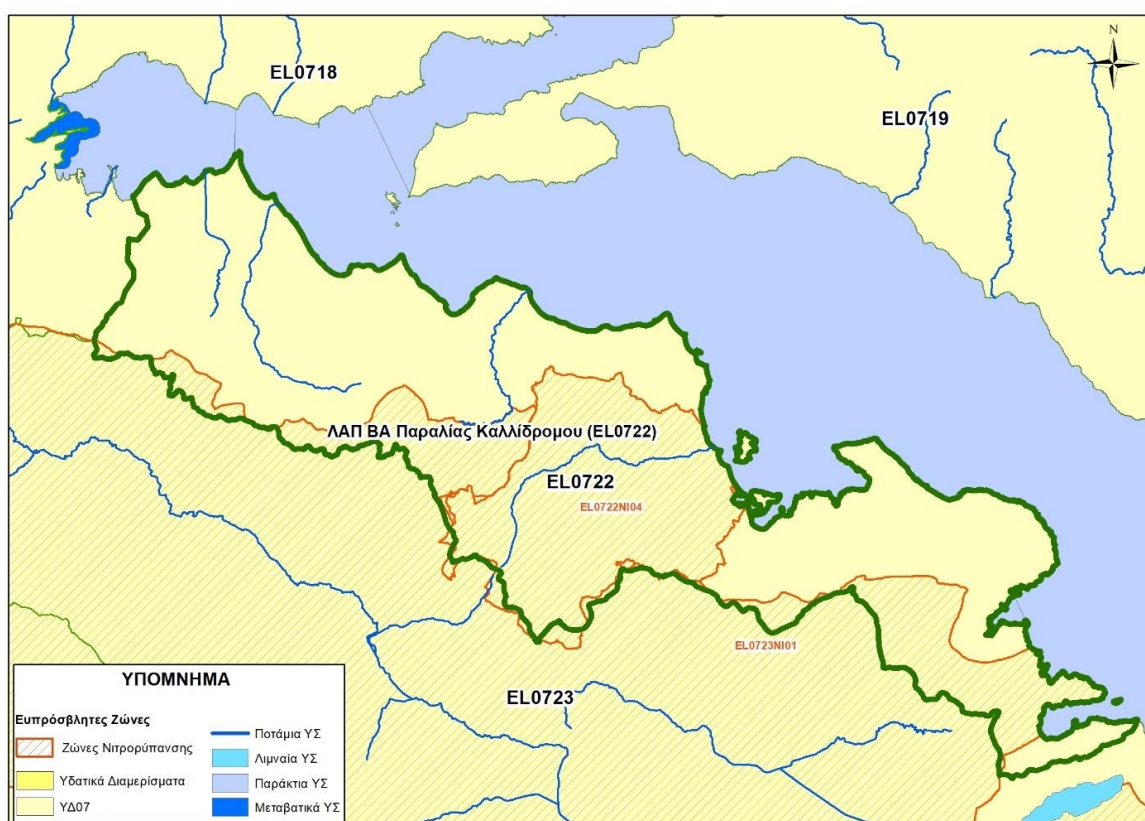 N
EL0718
EL0719
ΛΑΠ ΒΑ Παραλίας Καλλίδρομου (EL0722)
EL0722
EL0722NI04
EL0723NI01
EL0723
ΥΠΟΜΝΗΜΑ
Ευπρόσβλητες Ζώνες
Ζώνες Νιτρορύπανσης
Υδατικά Διαμερίσματα
ΥΔ07
Ποτάμια ΥΣ
Λιμναία ΥΣ
Παράκτια ΥΣ
Μεταβατικά ΥΣ